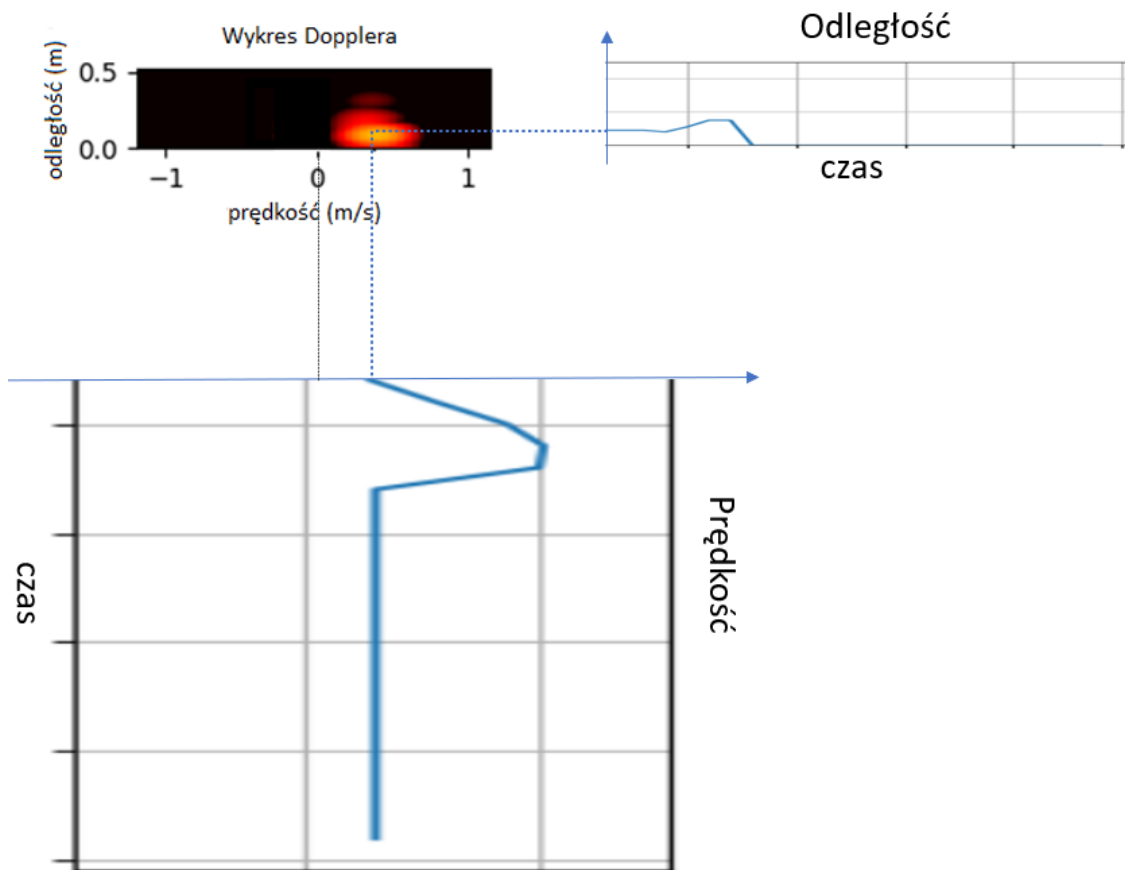 Wykres Dopplera
odległość (m)
0.5
0.0
−1
0
1
prędkość (m/s)
Odległość
czas
czas
Prędkość